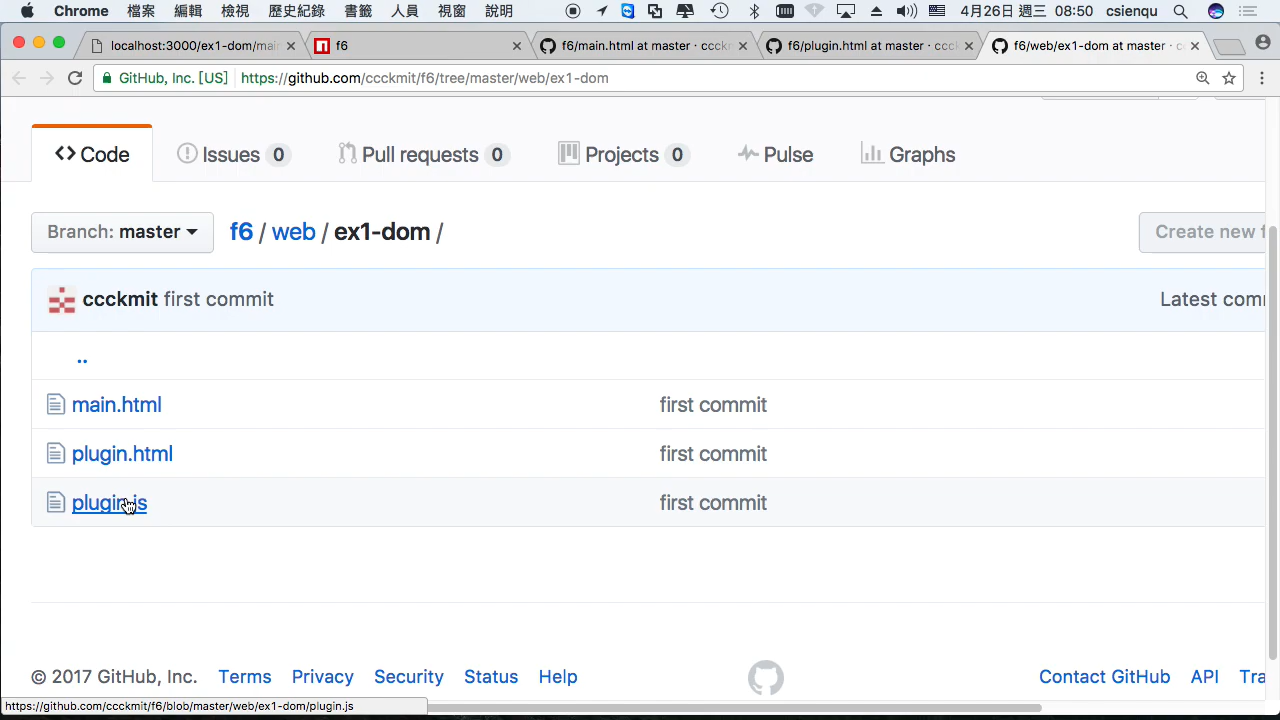 Chrome 檔案 編輯 檢視 歷史紀錄 書籤 人員 視窗 說明 4月26日 週三 08:50 csienqu
localhost:3000/ex1-dom/mai f6 f6/main.html at master · ccck f6/plugin.html at master · ccc f6/web/ex1-dom at master · c
GitHub, Inc. [US] https://github.com/ccckmit/f6/tree/master/web/ex1-dom
Code Issues 0 Pull requests 0 Projects 0 Pulse Graphs
Branch: master f6 / web / ex1-dom / Create new f
ccckmit first commit Latest comm
..
main.html first commit
plugin.html first commit
plugin.js first commit
© 2017 GitHub, Inc. Terms Privacy Security Status Help Contact GitHub API Tra
https://github.com/ccckmit/f6/blob/master/web/ex1-dom/plugin.js